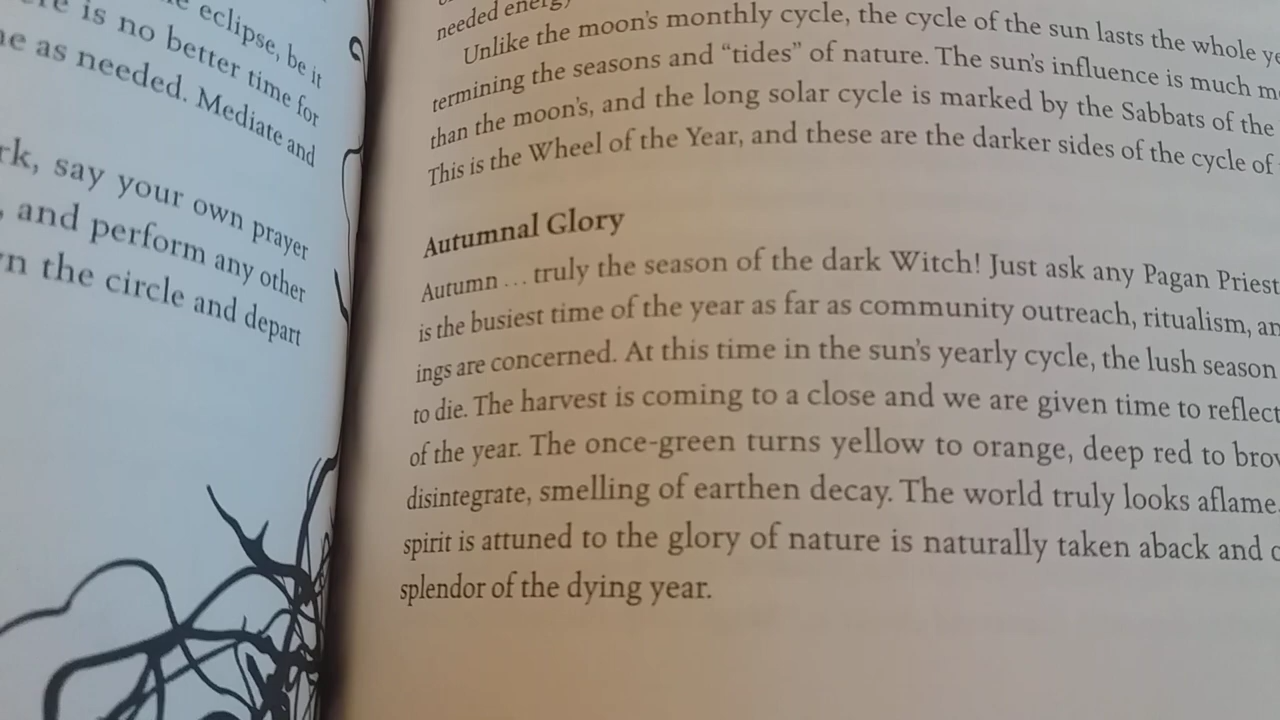 eclipse, be it
is no better time for
as needed. Mediate and
say your own prayer
and perform any other
the circle and depart
needed
Unlike the moon's monthly cycle, the cycle of the sun lasts the whole
termining the seasons and “tides” of nature. The sun's influence is much
than the moon's, and the long solar cycle is marked by the Sabbats of the
This is the Wheel of the Year, and these are the darker sides of the cycle of
Autumnal Glory
Autumn ... truly the season of the dark Witch! Just ask any Pagan Priest
is the busiest time of the year as far as community outreach, ritualism,
ings are concerned. At this time in the sun's yearly cycle, the lush season
to die. The harvest is coming to a close and we are given time to reflect
of the year. The once-green turns yellow to orange, deep red to
disintegrate, smelling of earthen decay. The world truly looks aflame.
spirit is attuned to the glory of nature is naturally taken aback and
splendor of the dying year.